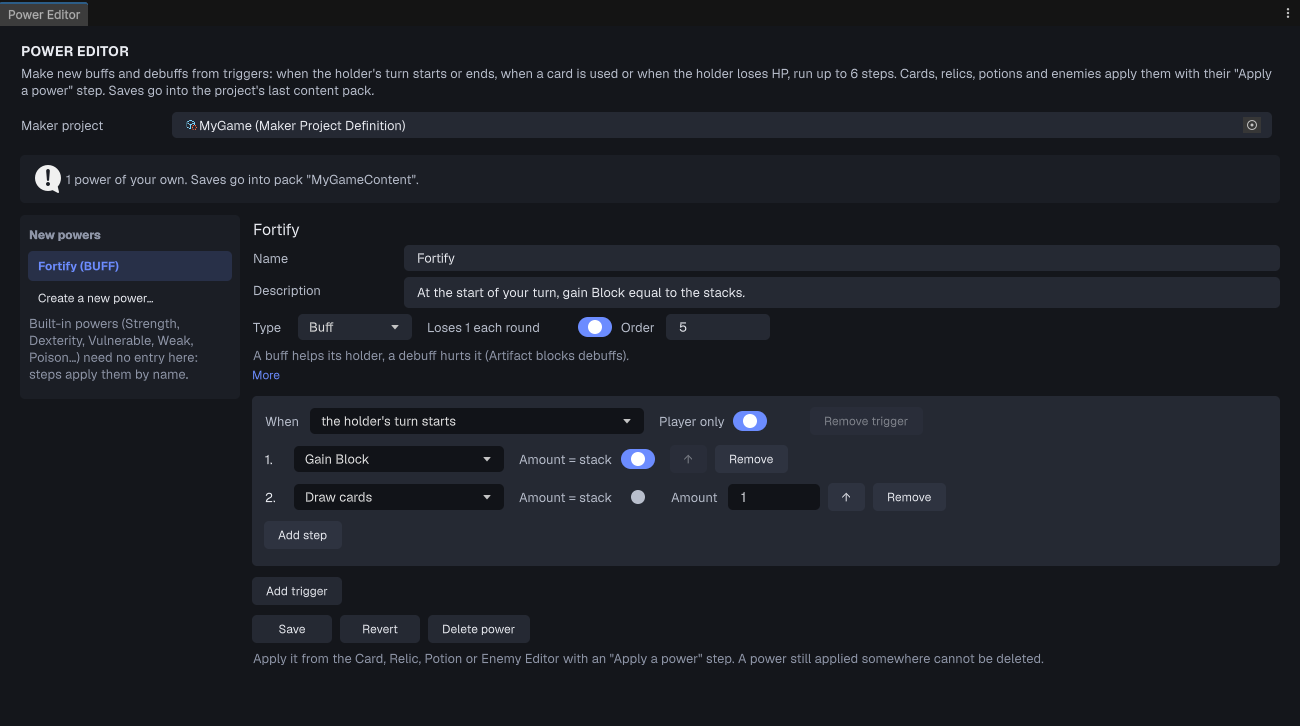 Power Editor
POWER EDITOR
Make new buffs and debuffs from triggers: when the holder's turn starts or ends, when a card is used or when the holder loses HP, run up to 6 steps. Cards, relics, potions and enemies apply them with their "Apply
a power" step. Saves go into the project's last content pack.
Maker project
MyGame (Maker Project Definition)
1 power of your own. Saves go into pack "MyGameContent".
New powers
Fortify (BUFF)
Create a new power...
Built-in powers (Strength,
Dexterity, Vulnerable, Weak,
Poison...) need no entry here:
steps apply them by name.
Fortify
Name Fortify
Description At the start of your turn, gain Block equal to the stacks.
Type Buff Loses 1 each round Order 5
A buff helps its holder, a debuff hurts it (Artifact blocks debuffs).
More
When the holder's turn starts Player only Remove trigger
1. Gain Block Amount = stack ↑ Remove
2. Draw cards Amount = stack Amount 1 ↑ Remove
Add step
Add trigger
Save Revert Delete power
Apply it from the Card, Relic, Potion or Enemy Editor with an "Apply a power" step. A power still applied somewhere cannot be deleted.